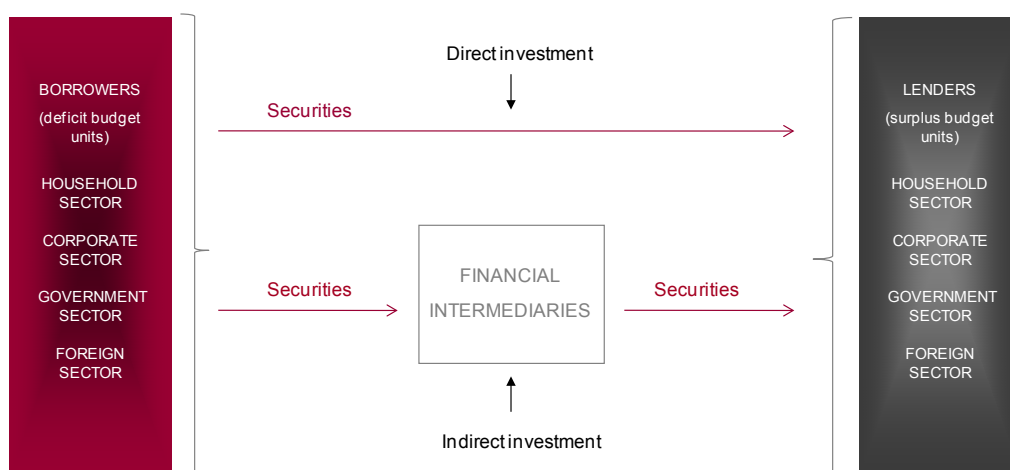 BORROWERS
(deficit budget
units)
HOUSEHOLD
SECTOR
CORPORATE
SECTOR
GOVERNMENT
SECTOR
FOREIGN
SECTOR
Direct investment
Securities
Securities
FINANCIAL
INTERMEDIARIES
Securities
Indirect investment
LENDERS
(surplus budget
units)
HOUSEHOLD
SECTOR
CORPORATE
SECTOR
GOVERNMENT
SECTOR
FOREIGN
SECTOR